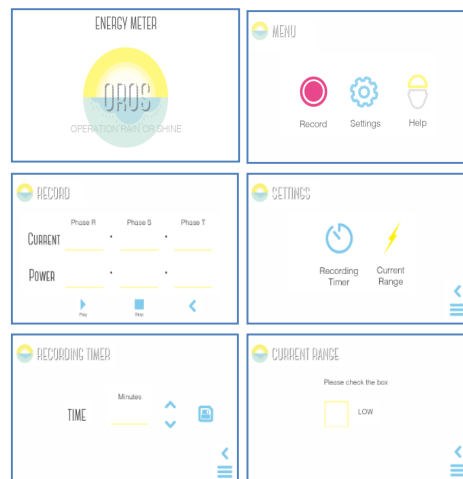 ENERGY METER
OROS
OPERATION RAIN OR SHINE
MENU
Record Settings Help
RECORD
Phase R Phase S Phase T
CURRENT
POWER
Play Stop
SETTINGS
Recording Timer
Current Range
RECORDING TIMER
Minutes
TIME
CURRENT RANGE
Please check the box
LOW